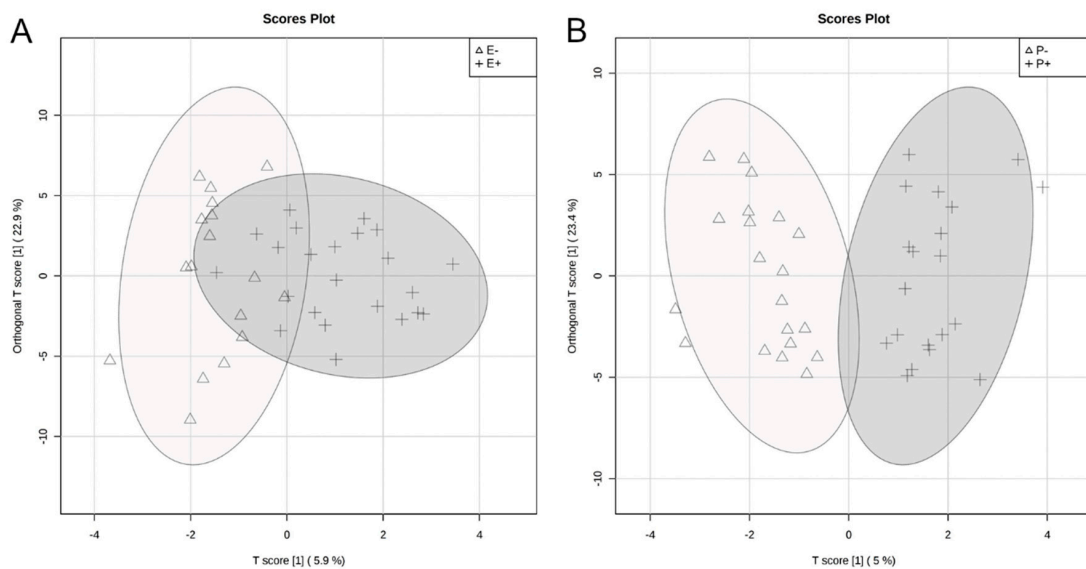 A
Scores Plot
△ E-
+ E+
10
5
0
-5
-10
Orthogonal T score [1] ( 22.9 %)
-4
-2
0
2
4
T score [1] ( 5.9 %)
B
Scores Plot
△ P-
+ P+
10
5
0
-5
-10
Orthogonal T score [1] ( 23.4 %)
-4
-2
0
2
4
T score [1] ( 5 %)